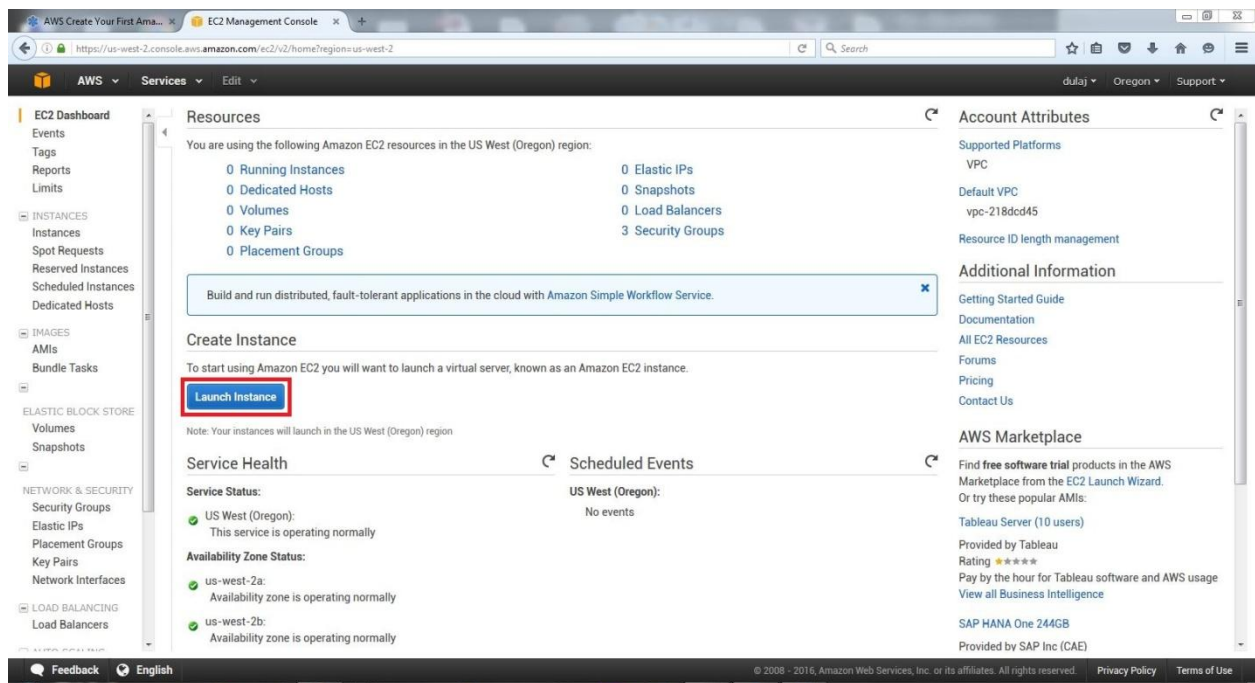 AWS Create Your First Ama...
EC2 Management Console
https://us-west-2.console.aws.amazon.com/ec2/v2/home?region=us-west-2
Search
AWS
Services
Edit
dulaj
Oregon
Support
EC2 Dashboard
Events
Tags
Reports
Limits
INSTANCES
Instances
Spot Requests
Reserved Instances
Scheduled Instances
Dedicated Hosts
IMAGES
AMIs
Bundle Tasks
ELASTIC BLOCK STORE
Volumes
Snapshots
NETWORK & SECURITY
Security Groups
Elastic IPs
Placement Groups
Key Pairs
Network Interfaces
LOAD BALANCING
Load Balancers
AUTO SCALING
Resources
You are using the following Amazon EC2 resources in the US West (Oregon) region:
0 Running Instances
0 Dedicated Hosts
0 Volumes
0 Key Pairs
0 Placement Groups
0 Elastic IPs
0 Snapshots
0 Load Balancers
3 Security Groups
Build and run distributed, fault-tolerant applications in the cloud with Amazon Simple Workflow Service.
Create Instance
To start using Amazon EC2 you will want to launch a virtual server, known as an Amazon EC2 instance.
Launch Instance
Note: Your instances will launch in the US West (Oregon) region
Service Health
Service Status:
US West (Oregon):
This service is operating normally
Availability Zone Status:
us-west-2a:
Availability zone is operating normally
us-west-2b:
Availability zone is operating normally
Scheduled Events
US West (Oregon):
No events
Account Attributes
Supported Platforms
VPC
Default VPC
vpc-218dcd45
Resource ID length management
Additional Information
Getting Started Guide
Documentation
All EC2 Resources
Forums
Pricing
Contact Us
AWS Marketplace
Find free software trial products in the AWS
Marketplace from the EC2 Launch Wizard.
Or try these popular AMIs:
Tableau Server (10 users)
Provided by Tableau
Rating
Pay by the hour for Tableau software and AWS usage
View all Business Intelligence
SAP HANA One 244GB
Provided by SAP Inc (CAE)
Feedback
English
© 2008 - 2016, Amazon Web Services, Inc. or its affiliates. All rights reserved.
Privacy Policy
Terms of Use